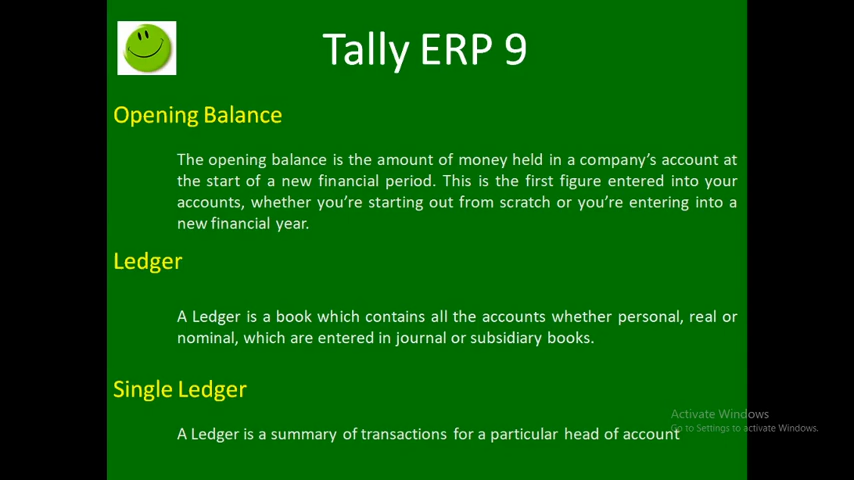 Tally ERP 9
Opening Balance
The opening balance is the amount of money held in a company's account at
the start of a new financial period. This is the first figure entered into your
accounts, whether you're starting out from scratch or you're entering into a
new financial year.
Ledger
A Ledger is a book which contains all the accounts whether personal, real or
nominal, which are entered in journal or subsidiary books.
Single Ledger
A Ledger is a summary of transactions for a particular head of account
Activate Windows
Go to Settings to activate Windows.